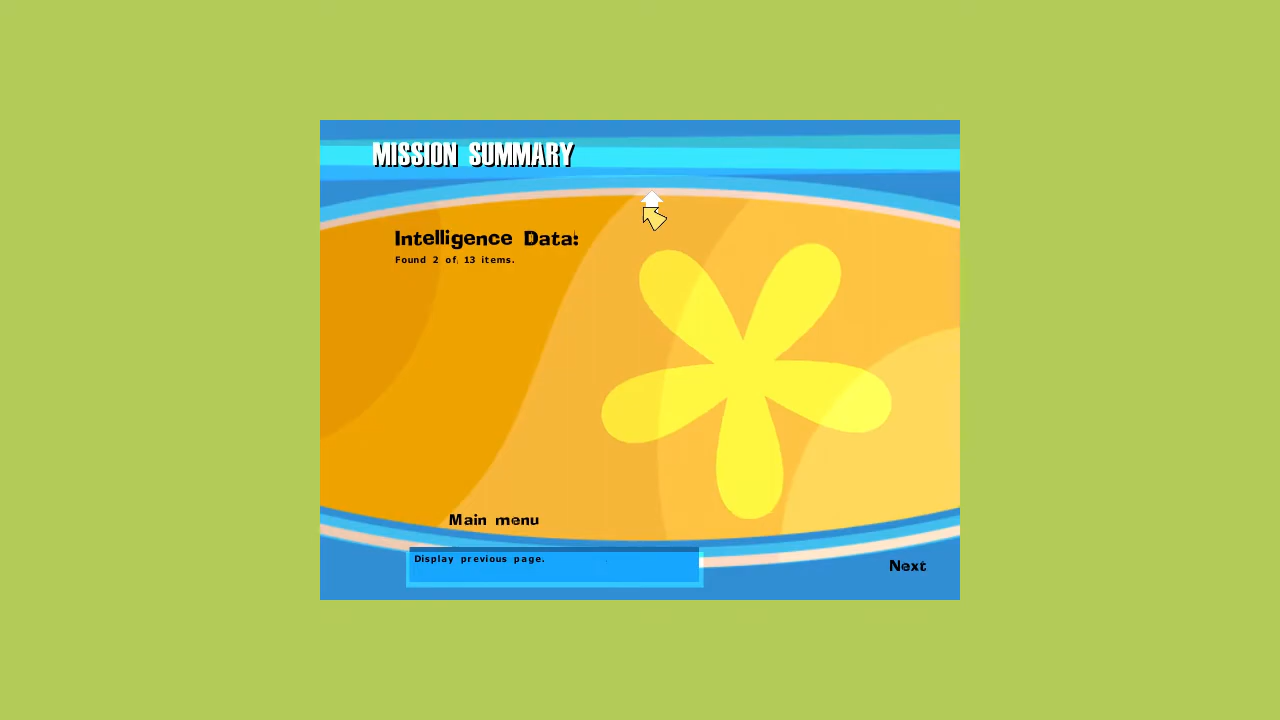 MISSION SUMMARY
Intelligence Data:
Found 2 of 13 items.
Main menu
Display previous page.
Next